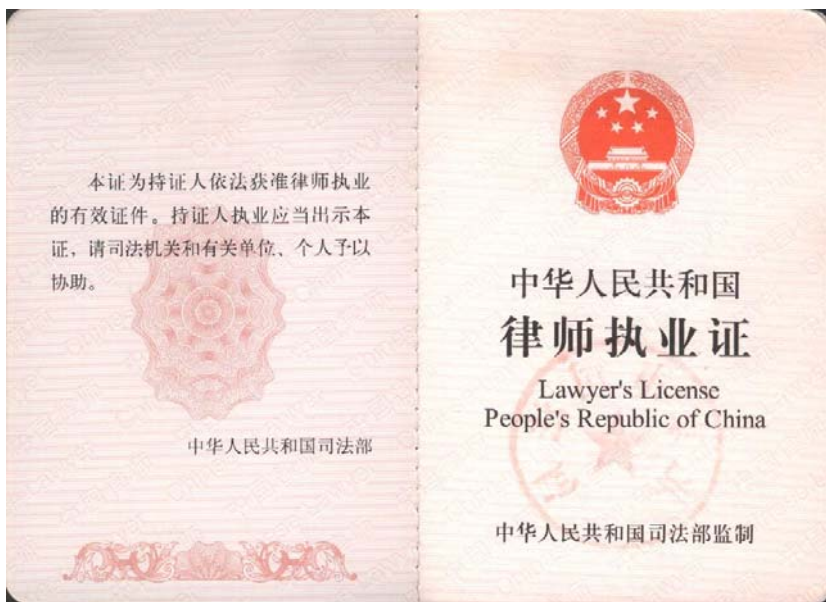 本证为持证人依法获准律师执业
的有效证件。持证人执业应当出示本
证，请司法机关和有关单位、个人予以
协助。
中华人民共和国司法部
中华人民共和国
律师执业证
Lawyer's License
People's Republic of China
中华人民共和国司法部监制